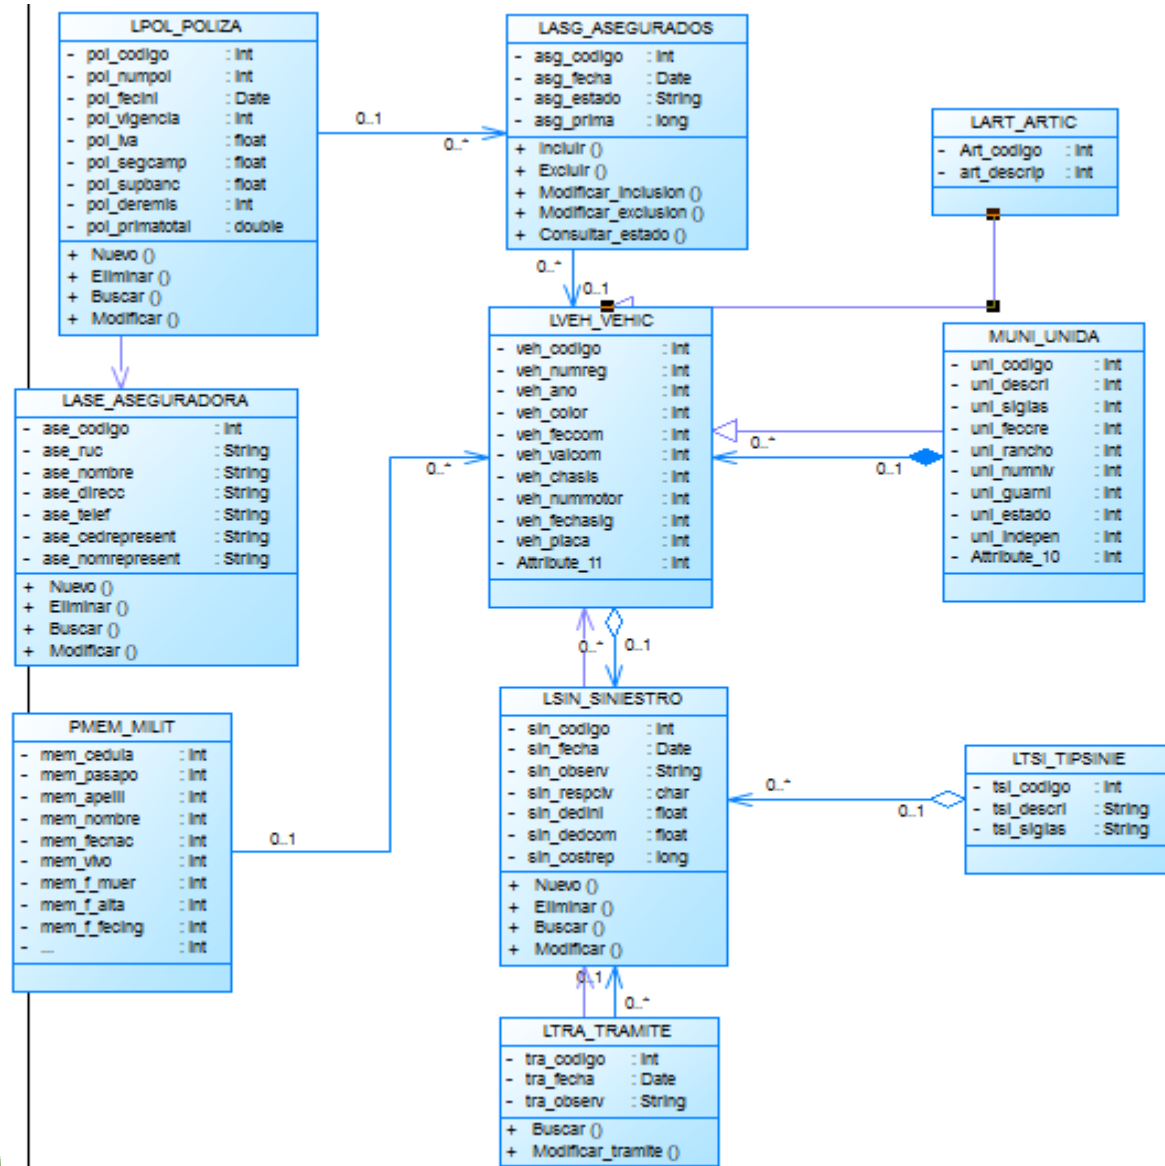 LPOL_POLIZA
- pol_codigo : Int
- pol_numpol : Int
- pol_fecini : Date
- pol_vigencia : Int
- pol_iva : float
- pol_segcamp : float
- pol_supbanc : float
- pol_deremis : Int
- pol_primatotal : double
+ Nuevo ()
+ Eliminar ()
+ Buscar ()
+ Modificar ()
0..1
0..*
LASG_ASEGURADOS
- asg_codigo : Int
- asg_fecha : Date
- asg_estado : String
- asg_prima : long
+ Incluir ()
+ Excluir ()
+ Modificar_inclusion ()
+ Modificar_exclusion ()
+ Consultar_estado ()
0..*
0..1
LART_ARTIC
- Art_codigo : Int
- art_descrip : Int
LASE_ASEGURADORA
- ase_codigo : Int
- ase_ruc : String
- ase_nombre : String
- ase_direcc : String
- ase_telef : String
- ase_cedrepresent : String
- ase_nomrepresent : String
+ Nuevo ()
+ Eliminar ()
+ Buscar ()
+ Modificar ()
LVEH_VEHIC
- veh_codigo : Int
- veh_numreg : Int
- veh_ano : Int
- veh_color : Int
- veh_feccom : Int
- veh_valcom : Int
- veh_chasis : Int
- veh_nummotor : Int
- veh_fechasig : Int
- veh_placa : Int
- Attribute_11 : Int
0..*
0..*
0..1
MUNI_UNIDA
- uni_codigo : Int
- uni_descri : Int
- uni_siglas : Int
- uni_feccre : Int
- uni_rancho : Int
- uni_numniv : Int
- uni_guarni : Int
- uni_estado : Int
- uni_indepen : Int
- Attribute_10 : Int
0..*
0..1
PMEM_MILIT
- mem_cedula : Int
- mem_pasapo : Int
- mem_apelli : Int
- mem_nombre : Int
- mem_fecnac : Int
- mem_vivo : Int
- mem_f_muer : Int
- mem_f_alta : Int
- mem_f_fecing : Int
- ... : Int
0..1
LSIN_SINIESTRO
- sin_codigo : Int
- sin_fecha : Date
- sin_observ : String
- sin_respciv : char
- sin_dedini : float
- sin_dedcom : float
- sin_costrep : long
+ Nuevo ()
+ Eliminar ()
+ Buscar ()
+ Modificar ()
0..*
0..1
LTSI_TIPSINIE
- tsi_codigo : Int
- tsi_descri : String
- tsi_siglas : String
0..1
0..*
LTRA_TRAMITE
- tra_codigo : Int
- tra_fecha : Date
- tra_observ : String
+ Buscar ()
+ Modificar_tramite ()